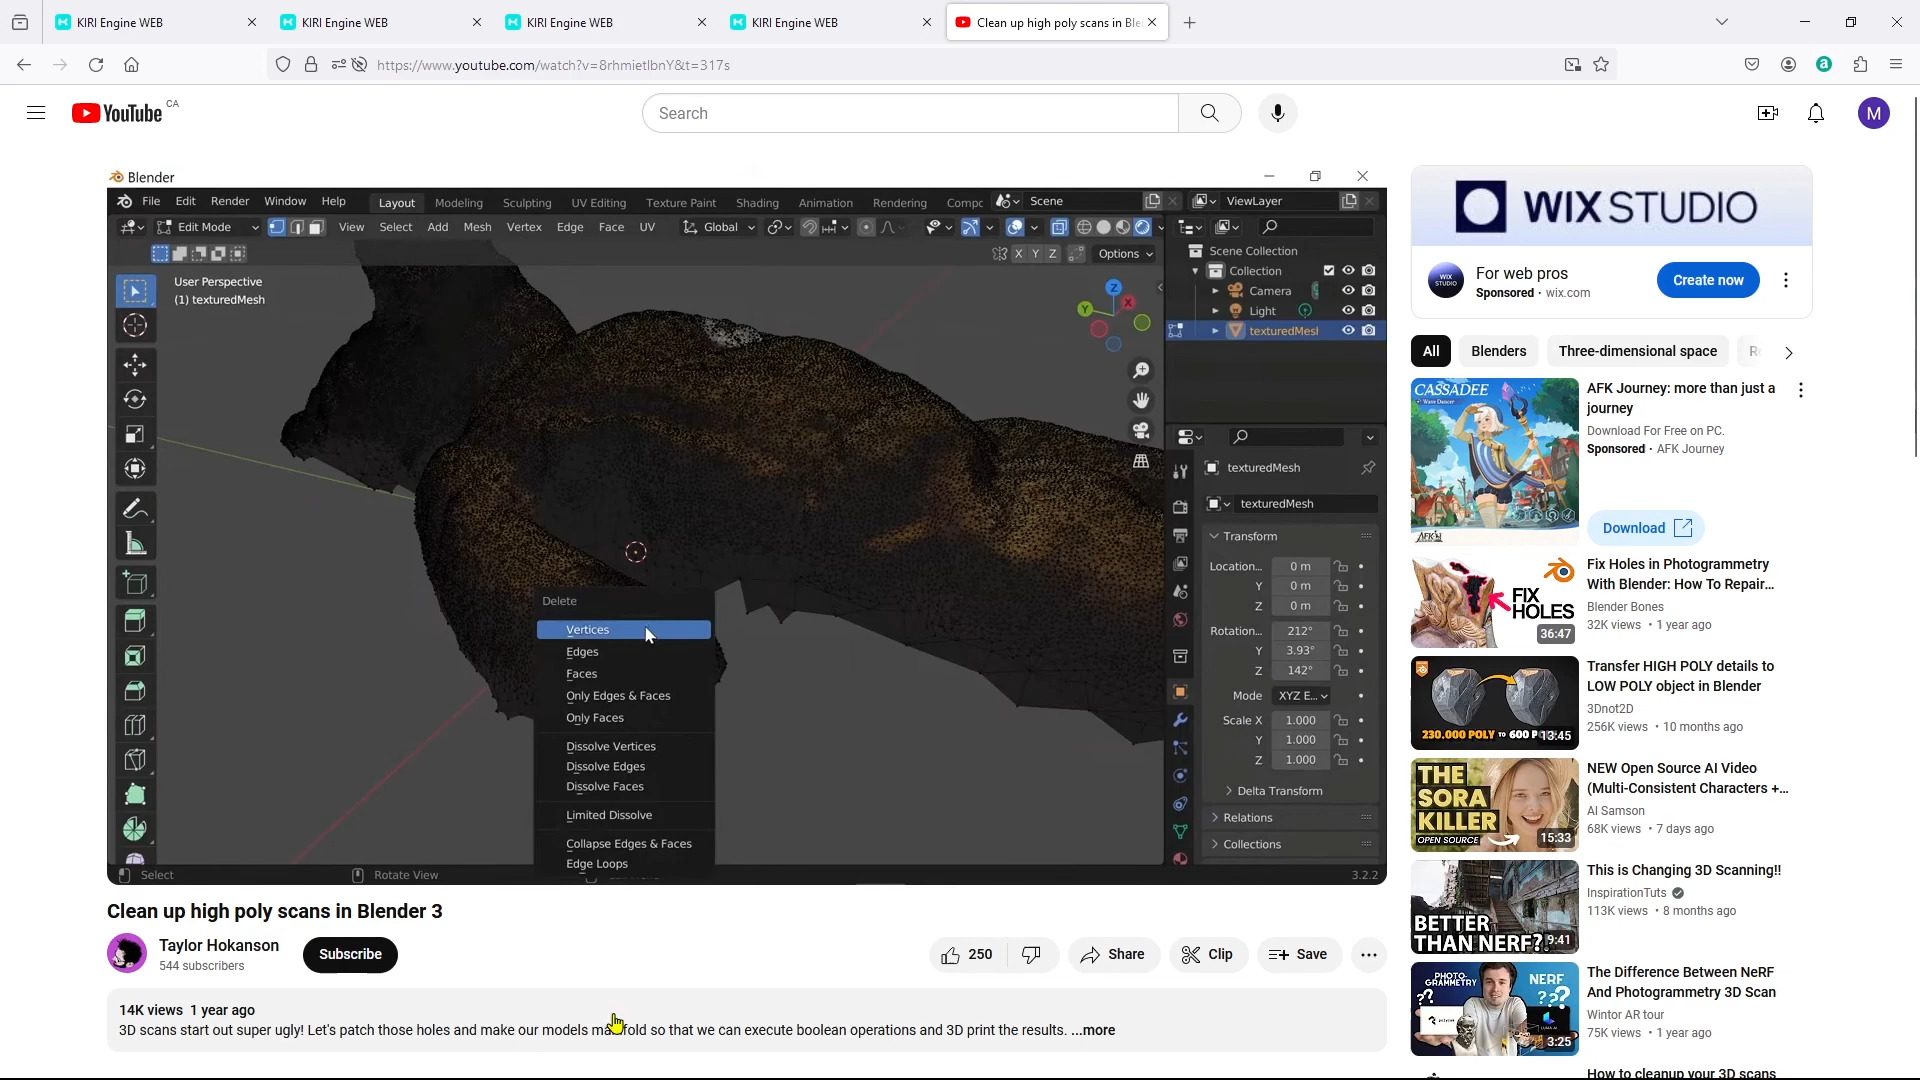 KIRI Engine WEB
KIRI Engine WEB
KIRI Engine WEB
KIRI Engine WEB
Clean up high poly scans in Ble
https://www.youtube.com/watch?v=8rhmietlbnY&t=317s
YouTube CA
Search
M
Blender
File Edit Render Window Help Layout Modeling Sculpting UV Editing Texture Paint Shading Animation Rendering Compc Scene ViewLayer
Edit Mode View Select Add Mesh Vertex Edge Face UV Global
X Y Z Options
User Perspective
(1) texturedMesh
Z
X
Y
Scene Collection
Collection
Camera
Light
texturedMesh
texturedMesh
texturedMesh
Transform
Location... 0 m
Y 0 m
Z 0 m
Rotation... 212°
Y 3.93°
Z 142°
Mode XYZ E...
Scale X 1.000
Y 1.000
Z 1.000
Delta Transform
Relations
Collections
Delete
Vertices
Edges
Faces
Only Edges & Faces
Only Faces
Dissolve Vertices
Dissolve Edges
Dissolve Faces
Limited Dissolve
Collapse Edges & Faces
Edge Loops
Select
Rotate View
3.2.2
Clean up high poly scans in Blender 3
Taylor Hokanson
544 subscribers
Subscribe
250
Share
Clip
Save
14K views 1 year ago
3D scans start out super ugly! Let's patch those holes and make our models manifold so that we can execute boolean operations and 3D print the results. ...more
WIX STUDIO
WIX STUDIO
For web pros
Sponsored · wix.com
Create now
All
Blenders
Three-dimensional space
CASSADEE
Wave Dancer
AFK Journey: more than just a
journey
Download For Free on PC.
Sponsored · AFK Journey
Download
FIX
HOLES
36:47
Fix Holes in Photogrammetry
With Blender: How To Repair...
Blender Bones
32K views • 1 year ago
230.000 POLY TO 600 P
Transfer HIGH POLY details to
LOW POLY object in Blender
3Dnot2D
256K views • 10 months ago
THE
SORA
KILLER
OPEN SOURCE
15:33
NEW Open Source AI Video
(Multi-Consistent Characters +...
AI Samson
68K views • 7 days ago
BETTER
THAN NERF?
9:41
This is Changing 3D Scanning!!
InspirationTuts
113K views • 8 months ago
PHOTO-
GRAMMETRY
NERF
??
??
3:25
The Difference Between NeRF
And Photogrammetry 3D Scan
Wintor AR tour
75K views • 1 year ago
How to cleanup your 3D scans